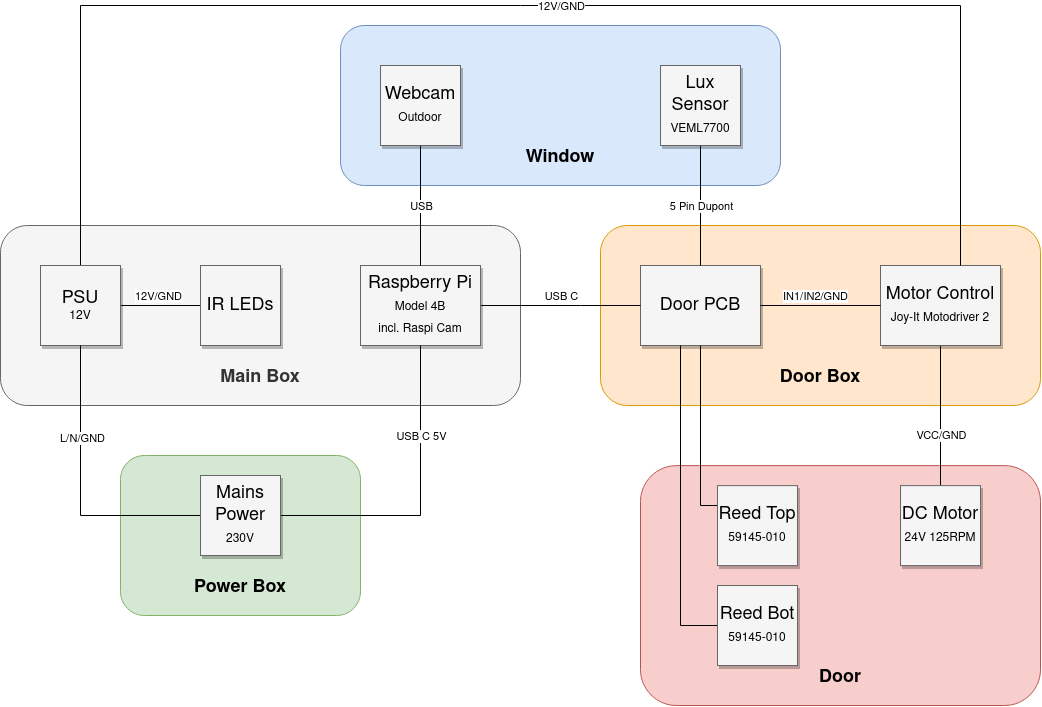 12V/GND
Webcam
Outdoor
Lux
Sensor
VEML7700
Window
USB
5 Pin Dupont
PSU
12V
12V/GND
IR LEDs
Raspberry Pi
Model 4B
incl. Raspi Cam
Main Box
USB C
Door PCB
IN1/IN2/GND
Motor Control
Joy-It Motodriver 2
Door Box
L/N/GND
USB C 5V
VCC/GND
Mains
Power
230V
Power Box
Reed Top
59145-010
DC Motor
24V 125RPM
Reed Bot
59145-010
Door